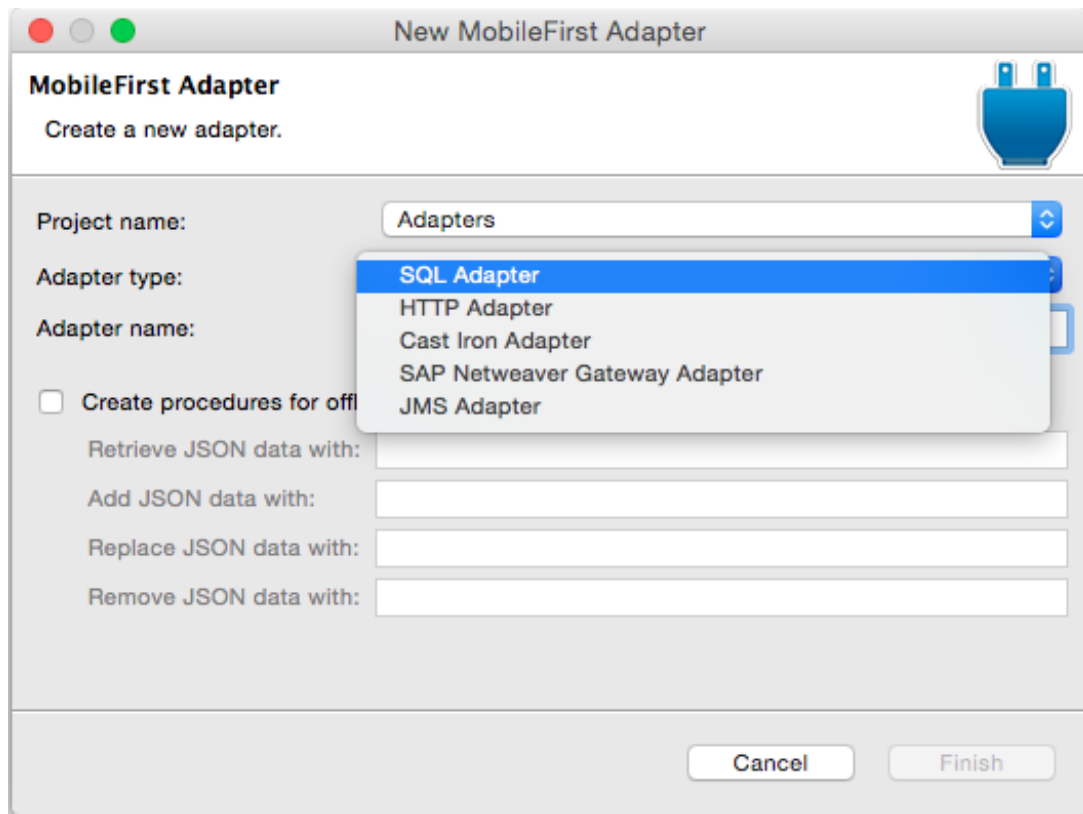 New MobileFirst Adapter
MobileFirst Adapter
Create a new adapter.
Project name:
Adapters
Adapter type:
SQL Adapter
HTTP Adapter
Cast Iron Adapter
SAP Netweaver Gateway Adapter
JMS Adapter
Adapter name:
Create procedures for offl
Retrieve JSON data with:
Add JSON data with:
Replace JSON data with:
Remove JSON data with:
Cancel
Finish